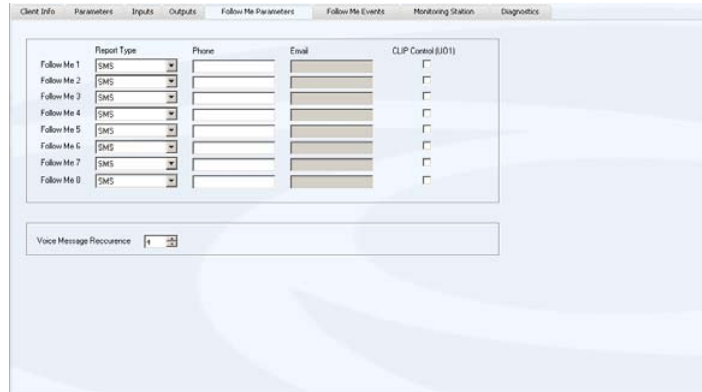 Client Info Parameters Inputs Outputs Follow Me Parameters Follow Me Events Monitoring Station Diagnostics
Report Type Phone Email CLIP Control (UO1)
Follow Me 1 SMS
Follow Me 2 SMS
Follow Me 3 SMS
Follow Me 4 SMS
Follow Me 5 SMS
Follow Me 6 SMS
Follow Me 7 SMS
Follow Me 8 SMS
Voice Message Reccurence 4